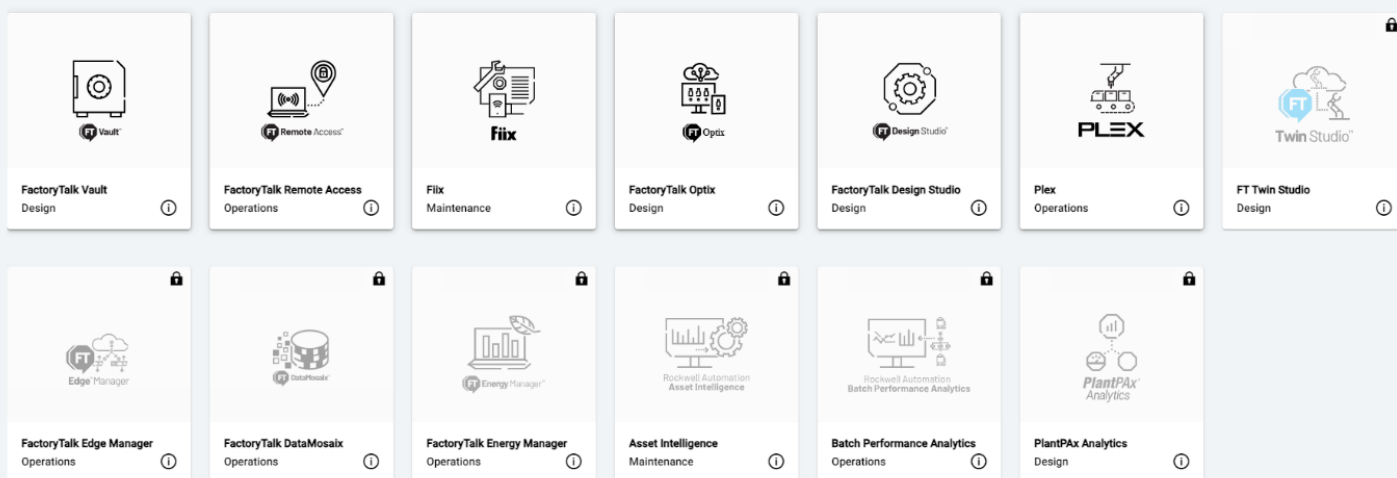 FT Vault
FT Remote Access
Fiix
FT Optix
FT Design Studio
PLEX
FT
Twin Studio
FactoryTalk Vault
FactoryTalk Remote Access
Fiix
FactoryTalk Optix
FactoryTalk Design Studio
Plex
FT Twin Studio
Design
Operations
Maintenance
Design
Design
Operations
Design
FT
Edge Manager
FT DataMosaix
FT Energy Manager
Rockwell Automation
Asset Intelligence
Rockwell Automation
Batch Performance Analytics
PlantPAx
Analytics
FactoryTalk Edge Manager
FactoryTalk DataMosaix
FactoryTalk Energy Manager
Asset Intelligence
Batch Performance Analytics
PlantPAx Analytics
Operations
Operations
Operations
Maintenance
Operations
Design